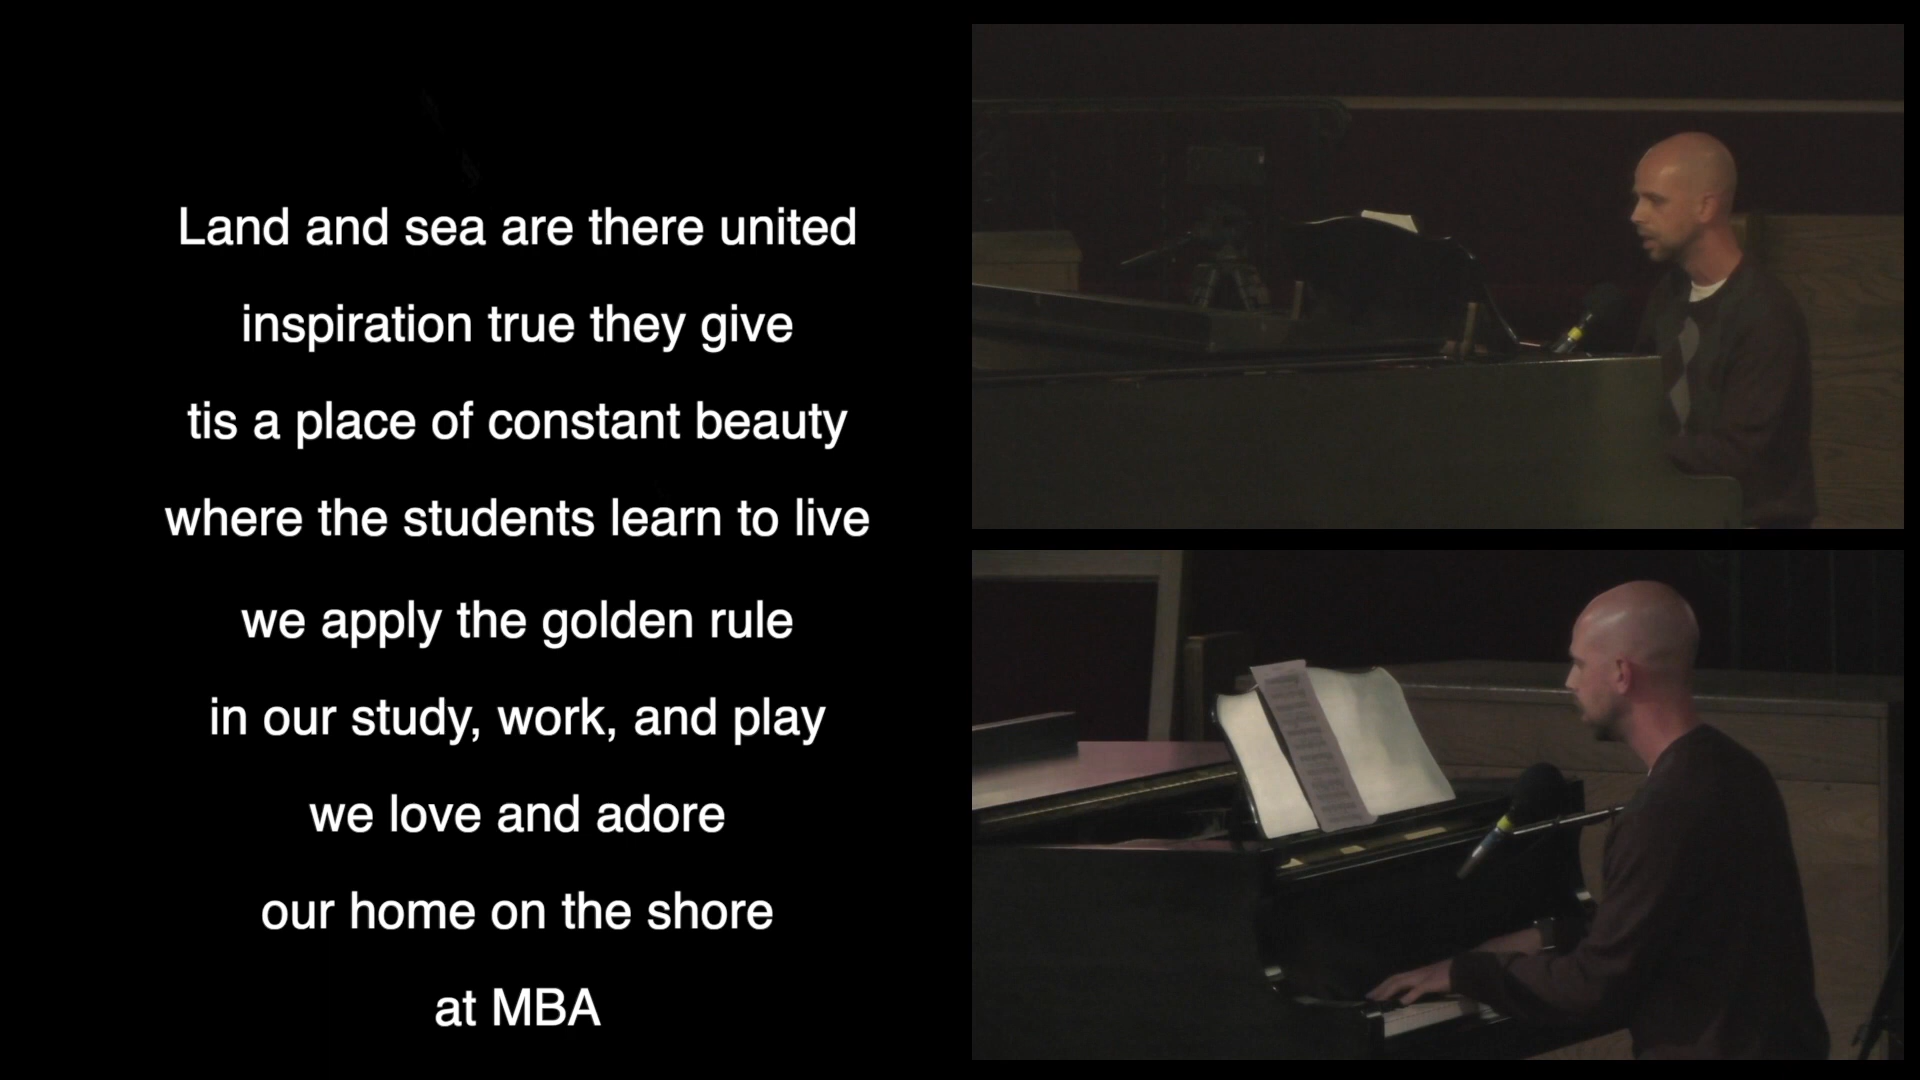 Land and sea are there united
inspiration true they give
tis a place of constant beauty
where the students learn to live
we apply the golden rule
in our study, work, and play
we love and adore
our home on the shore
at MBA